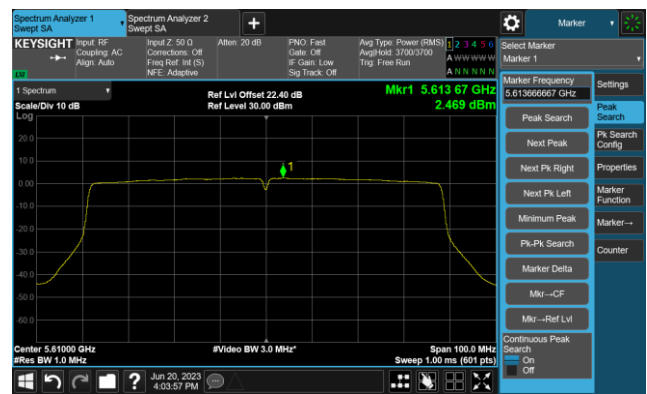 Spectrum Analyzer 1
Swept SA
Spectrum Analyzer 2
Swept SA
+
Marker
KEYSIGHT
Input: RF
Coupling: AC
Align: Auto
Input Z: 50 Ω
Corrections: Off
Freq Ref: Int (S)
NFE: Adaptive
Atten: 20 dB
PNO: Fast
Gate: Off
IF Gain: Low
Sig Track: Off
Avg Type: Power (RMS)
Avg|Hold: 3700/3700
Trig: Free Run
1 2 3 4 5 6
A W W W W W
A N N N N N
LXI
Select Marker
Marker 1
1 Spectrum
Scale/Div 10 dB
Log
Ref Lvl Offset 22.40 dB
Ref Level 30.00 dBm
Mkr1 5.613 67 GHz
2.469 dBm
20.0
10.0
0.00
-10.0
-20.0
-30.0
-40.0
-50.0
-60.0
1
Center 5.61000 GHz
#Res BW 1.0 MHz
#Video BW 3.0 MHz*
Span 100.0 MHz
Sweep 1.00 ms (601 pts)
Marker Frequency
5.613666667 GHz
Peak Search
Next Peak
Next Pk Right
Next Pk Left
Minimum Peak
Pk-Pk Search
Marker Delta
Mkr→CF
Mkr→Ref Lvl
Continuous Peak
Search
On
Off
Settings
Peak
Search
Pk Search
Config
Properties
Marker
Function
Marker→
Counter
?
Jun 20, 2023
4:03:57 PM